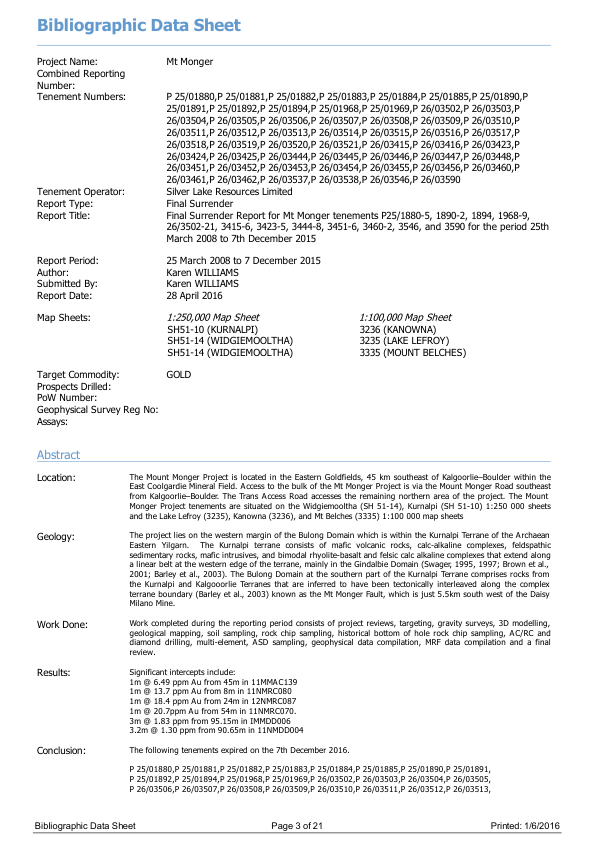 Bibliographic Data Sheet
Project Name: Mt Monger
Combined Reporting
Number:
Tenement Numbers: P 25/01880,P 25/01881,P 25/01882,P 25/01883,P 25/01884,P 25/01885,P 25/01890,P
25/01891,P 25/01892,P 25/01894,P 25/01968,P 25/01969,P 26/03502,P 26/03503,P
26/03504,P 26/03505,P 26/03506,P 26/03507,P 26/03508,P 26/03509,P 26/03510,P
26/03511,P 26/03512,P 26/03513,P 26/03514,P 26/03515,P 26/03516,P 26/03517,P
26/03518,P 26/03519,P 26/03520,P 26/03521,P 26/03415,P 26/03416,P 26/03423,P
26/03424,P 26/03425,P 26/03444,P 26/03445,P 26/03446,P 26/03447,P 26/03448,P
26/03451,P 26/03452,P 26/03453,P 26/03454,P 26/03455,P 26/03456,P 26/03460,P
26/03461,P 26/03462,P 26/03537,P 26/03538,P 26/03546,P 26/03590
Tenement Operator: Silver Lake Resources Limited
Report Type: Final Surrender
Report Title: Final Surrender Report for Mt Monger tenements P25/1880-5, 1890-2, 1894, 1968-9,
26/3502-21, 3415-6, 3423-5, 3444-8, 3451-6, 3460-2, 3546, and 3590 for the period 25th
March 2008 to 7th December 2015
Report Period: 25 March 2008 to 7 December 2015
Author: Karen WILLIAMS
Submitted By: Karen WILLIAMS
Report Date: 28 April 2016
Map Sheets: 1:250,000 Map Sheet 1:100,000 Map Sheet
SH51-10 (KURNALPI) 3236 (KANOWNA)
SH51-14 (WIDGIEMOOLTHA) 3235 (LAKE LEFROY)
SH51-14 (WIDGIEMOOLTHA) 3335 (MOUNT BELCHES)
Target Commodity: GOLD
Prospects Drilled:
PoW Number:
Geophysical Survey Reg No:
Assays:
Abstract
Location: The Mount Monger Project is located in the Eastern Goldfields, 45 km southeast of Kalgoorlie–Boulder within the
East Coolgardie Mineral Field. Access to the bulk of the Mt Monger Project is via the Mount Monger Road southeast
from Kalgoorlie–Boulder. The Trans Access Road accesses the remaining northern area of the project. The Mount
Monger Project tenements are situated on the Widgiemooltha (SH 51-14), Kurnalpi (SH 51-10) 1:250 000 sheets
and the Lake Lefroy (3235), Kanowna (3236), and Mt Belches (3335) 1:100 000 map sheets
Geology: The project lies on the western margin of the Bulong Domain which is within the Kurnalpi Terrane of the Archaean
Eastern Yilgarn. The Kurnalpi terrane consists of mafic volcanic rocks, calc-alkaline complexes, feldspathic
sedimentary rocks, mafic intrusives, and bimodal rhyolite-basalt and felsic calc alkaline complexes that extend along
a linear belt at the western edge of the terrane, mainly in the Gindalbie Domain (Swager, 1995, 1997; Brown et al.,
2001; Barley et al., 2003). The Bulong Domain at the southern part of the Kurnalpi Terrane comprises rocks from
the Kurnalpi and Kalgooorlie Terranes that are inferred to have been tectonically interleaved along the complex
terrane boundary (Barley et al., 2003) known as the Mt Monger Fault, which is just 5.5km south west of the Daisy
Milano Mine.
Work Done: Work completed during the reporting period consists of project reviews, targeting, gravity surveys, 3D modelling,
geological mapping, soil sampling, rock chip sampling, historical bottom of hole rock chip sampling, AC/RC and
diamond drilling, multi-element, ASD sampling, geophysical data compilation, MRF data compilation and a final
review.
Results: Significant intercepts include:
1m @ 6.49 ppm Au from 45m in 11MMAC139
1m @ 13.7 ppm Au from 8m in 11NMRC080
1m @ 18.4 ppm Au from 24m in 12NMRC087
1m @ 20.7ppm Au from 54m in 11NMRC070.
3m @ 1.83 ppm from 95.15m in IMMDD006
3.2m @ 1.30 ppm from 90.65m in 11NMDD004
Conclusion: The following tenements expired on the 7th December 2016.
P 25/01880,P 25/01881,P 25/01882,P 25/01883,P 25/01884,P 25/01885,P 25/01890,P 25/01891,
P 25/01892,P 25/01894,P 25/01968,P 25/01969,P 26/03502,P 26/03503,P 26/03504,P 26/03505,
P 26/03506,P 26/03507,P 26/03508,P 26/03509,P 26/03510,P 26/03511,P 26/03512,P 26/03513,
Bibliographic Data Sheet Page 3 of 21 Printed: 1/6/2016